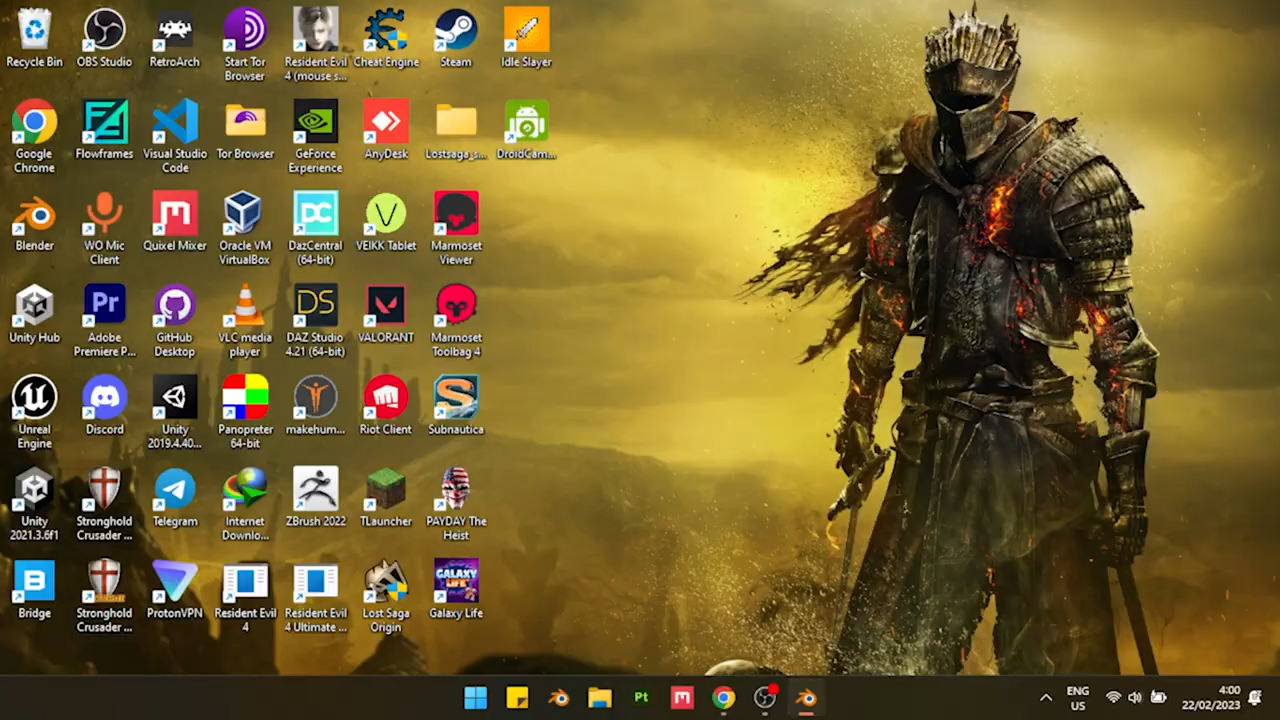 Recycle Bin
OBS Studio
RetroArch
Start Tor
Browser
Resident Evil
4 (mouse s...
Cheat Engine
Steam
Idle Slayer
Google
Chrome
Flowframes
Visual Studio
Code
Tor Browser
GeForce
Experience
AnyDesk
Lostsaga_s...
DroidCam...
Blender
WO Mic
Client
Quixel Mixer
Oracle VM
VirtualBox
DC
DazCentral
(64-bit)
V
VEIKK Tablet
Marmoset
Viewer
Unity Hub
Pr
Adobe
Premiere P...
GitHub
Desktop
VLC media
player
DS
DAZ Studio
4.21 (64-bit)
VALORANT
Marmoset
Toolbag 4
Unreal
Engine
Discord
Unity
2019.4.40...
Panopreter
64-bit
makehum...
Riot Client
Subnautica
Unity
2021.3.6f1
Stronghold
Crusader ...
Telegram
Internet
Downlo...
ZBrush 2022
TLauncher
PAYDAY The
Heist
B
Bridge
Stronghold
Crusader ...
ProtonVPN
Resident Evil
4
Resident Evil
4 Ultimate ...
Lost Saga
Origin
GALAXY
LIFE
Galaxy Life
Pt
ENG
US
4:00
22/02/2023